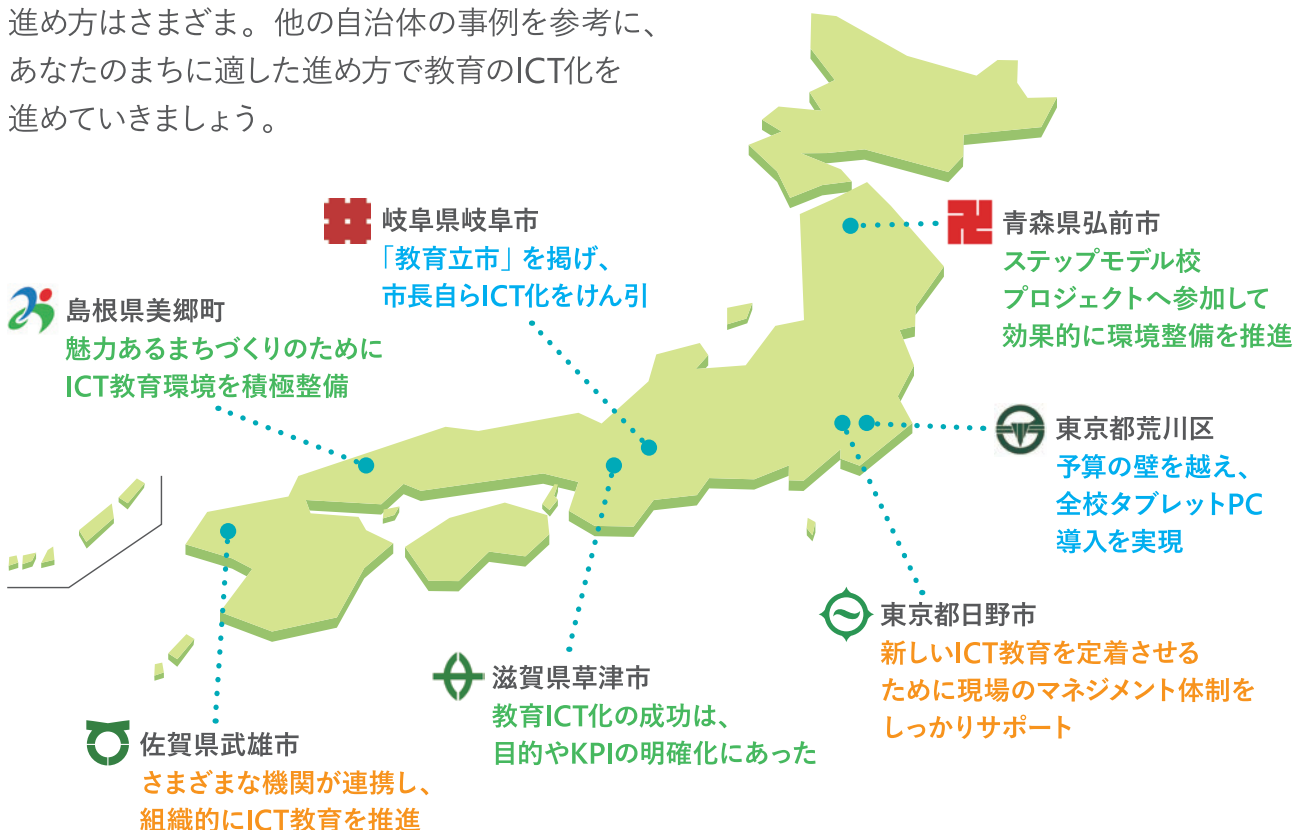 進め方はさまざま。他の自治体の事例を参考に、
あなたのまちに適した進め方で教育のICT化を
進めていきましょう。
岐阜県岐阜市
「教育立市」を掲げ、
市長自らICT化をけん引
青森県弘前市
ステップモデル校
プロジェクトへ参加して
効果的に環境整備を推進
島根県美郷町
魅力あるまちづくりのために
ICT教育環境を積極整備
東京都荒川区
予算の壁を越え、
全校タブレットPC
導入を実現
東京都日野市
新しいICT教育を定着させる
ために現場のマネジメント体制を
しっかりサポート
滋賀県草津市
教育ICT化の成功は、
目的やKPIの明確化にあった
佐賀県武雄市
さまざまな機関が連携し、
組織的にICT教育を推進